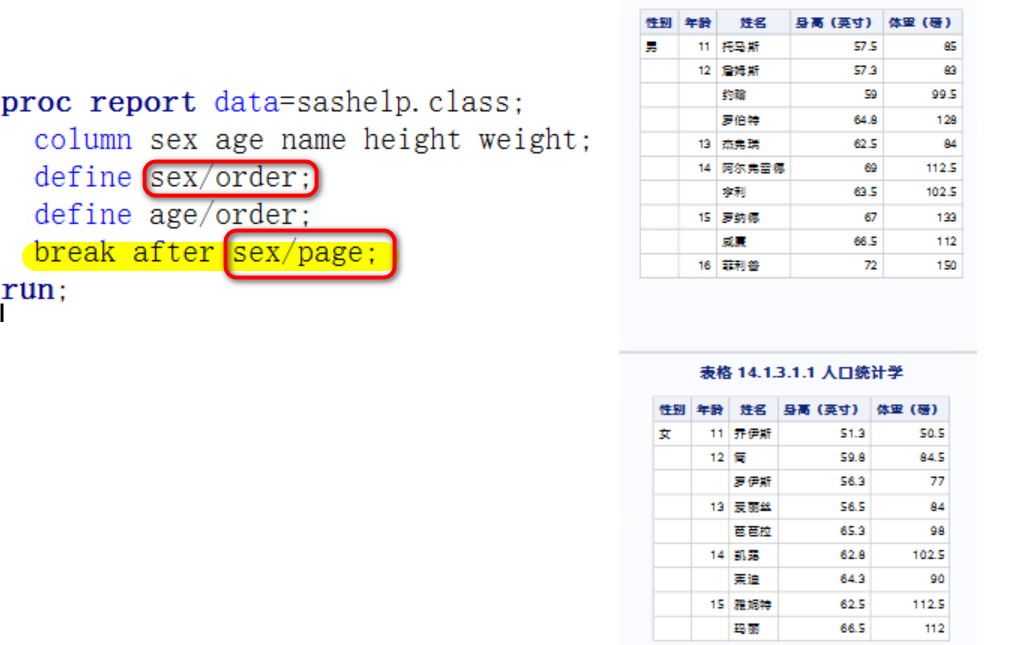 proc report data=sashelp.class;
column sex age name height weight;
define sex/order;
define age/order;
break after sex/page;
run;
性别 年龄 姓名 身高（英寸） 体重（磅）
男 11 托马斯 57.5 85
12 詹姆斯 57.3 83
约翰 59 99.5
罗伯特 64.8 128
13 杰弗瑞 62.5 84
14 阿尔弗雷德 69 112.5
亨利 63.5 102.5
15 罗纳德 67 133
威廉 66.5 112
16 菲利普 72 150
表格 14.1.3.1.1 人口统计学
性别 年龄 姓名 身高（英寸） 体重（磅）
女 11 乔伊斯 51.3 50.5
12 简 59.8 84.5
罗伊斯 56.3 77
13 爱丽丝 56.5 84
芭芭拉 65.3 98
14 凯露 62.8 102.5
茱迪 64.3 90
15 雅妮特 62.5 112.5
玛丽 66.5 112